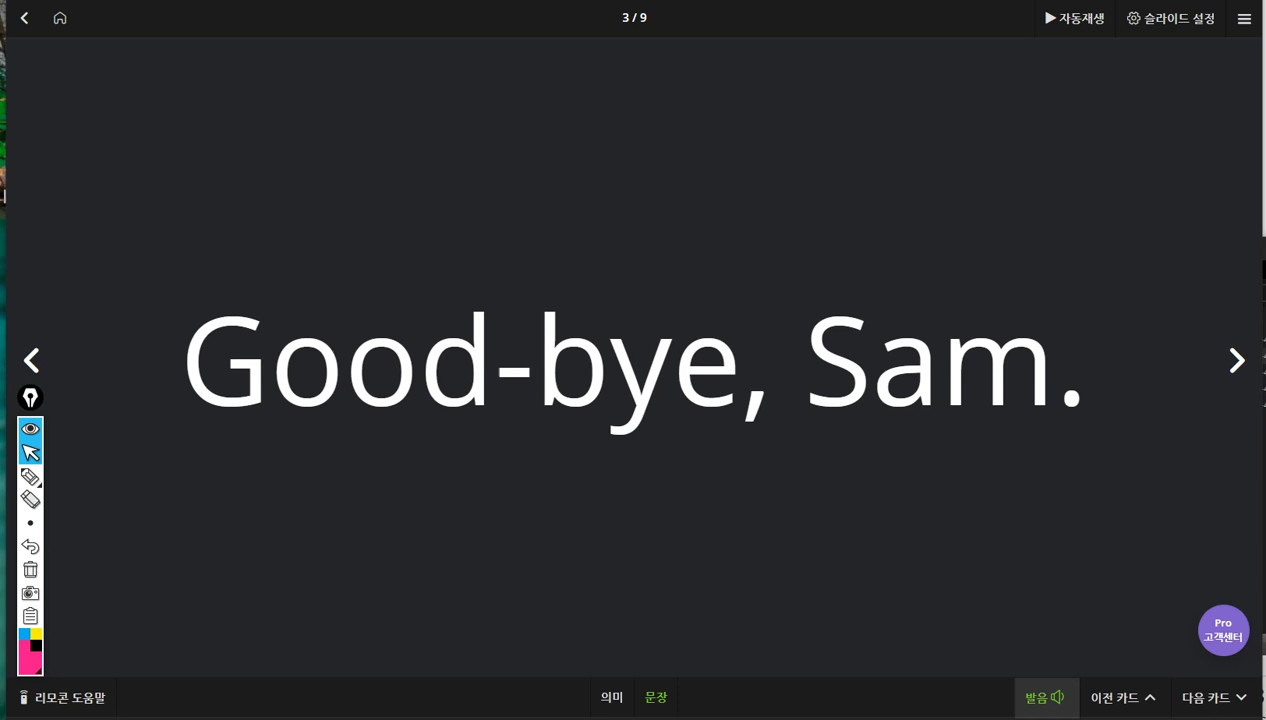 3 / 9
자동재생
슬라이드 설정
Good-bye, Sam.
Pro
고객센터
리모콘 도움말
의미
문장
발음
이전 카드
다음 카드